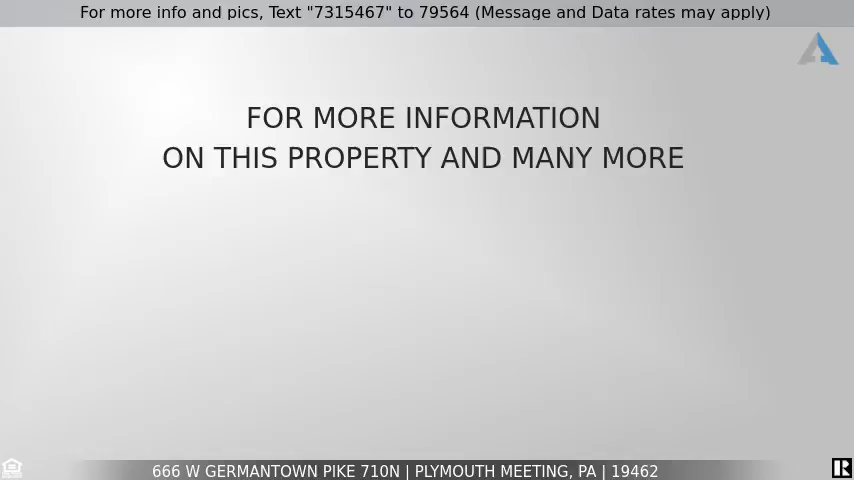 For more info and pics, Text "7315467" to 79564 (Message and Data rates may apply)
FOR MORE INFORMATION
ON THIS PROPERTY AND MANY MORE
666 W GERMANTOWN PIKE 710N | PLYMOUTH MEETING, PA | 19462